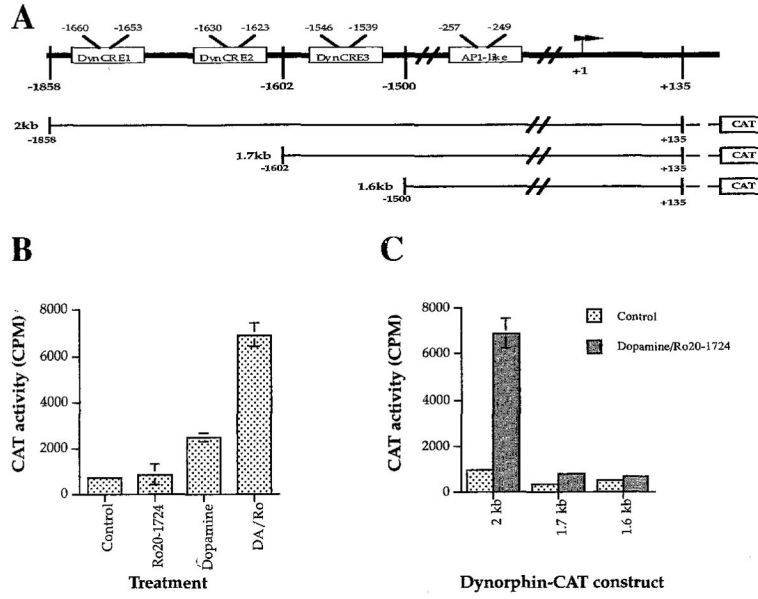 A
-1660 -1653 -1630 -1623 -1546 -1539 -257 -249
DynCRE1 DynCRE2 DynCRE3 AP1-like
+1
-1858 -1602 -1500 +135
2kb -1858 +135 CAT
1.7kb -1602 +135 CAT
1.6kb -1500 +135 CAT
B
CAT activity (CPM)
8000
6000
4000
2000
0
Control Ro20-1724 Dopamine DA/Ro
Treatment
C
CAT activity (CPM)
8000
6000
4000
2000
0
Control
Dopamine/Ro20-1724
2 kb 1.7 kb 1.6 kb
Dynorphin-CAT construct